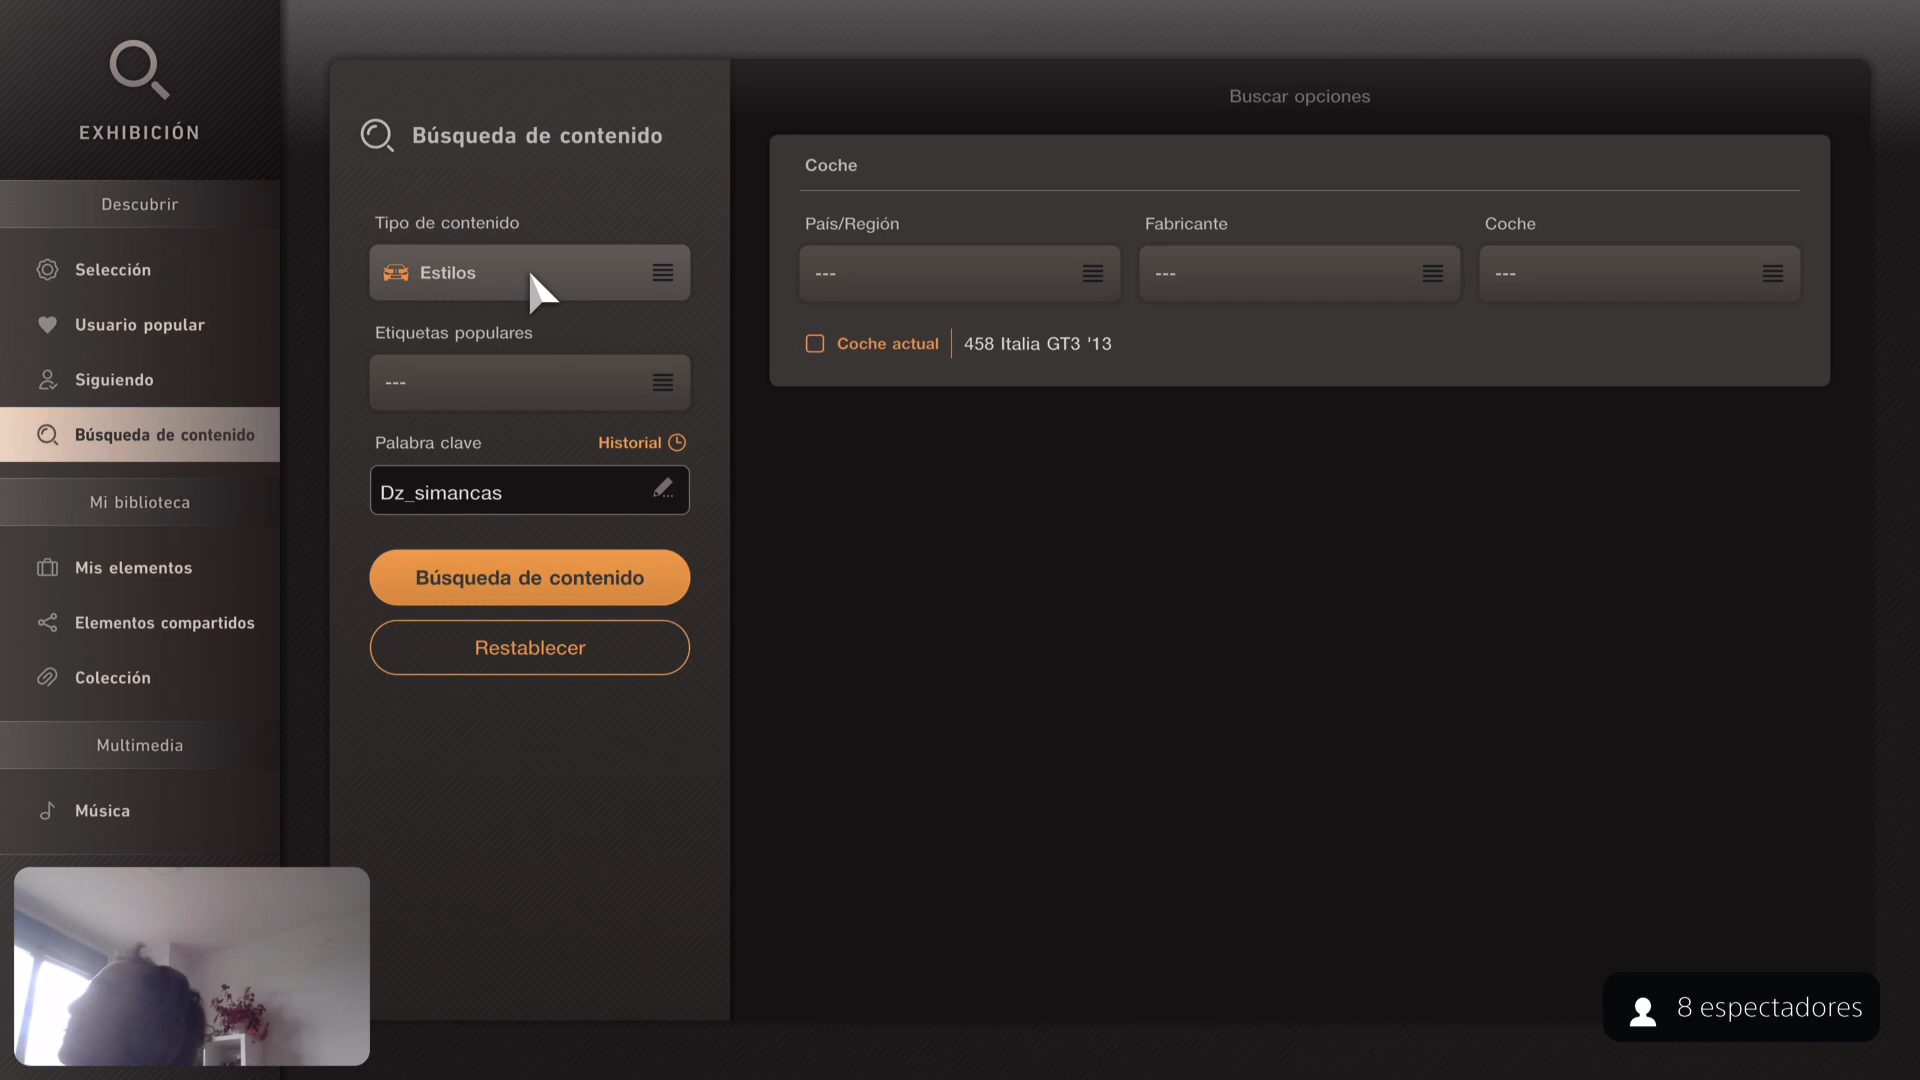 EXHIBICIÓN
Descubrir
Selección
Usuario popular
Siguiendo
Búsqueda de contenido
Mi biblioteca
Mis elementos
Elementos compartidos
Colección
Multimedia
Música
Búsqueda de contenido
Tipo de contenido
Estilos
Etiquetas populares
---
Palabra clave
Historial
Dz_simancas
Búsqueda de contenido
Restablecer
Buscar opciones
Coche
País/Región
Fabricante
Coche
---
---
---
Coche actual
458 Italia GT3 '13
8 espectadores